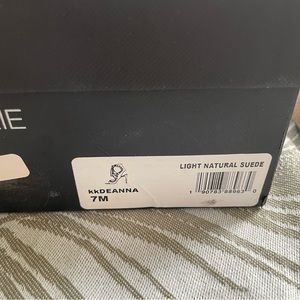 IE
LIGHT NATURAL SUEDE
kkDEANNA
7M